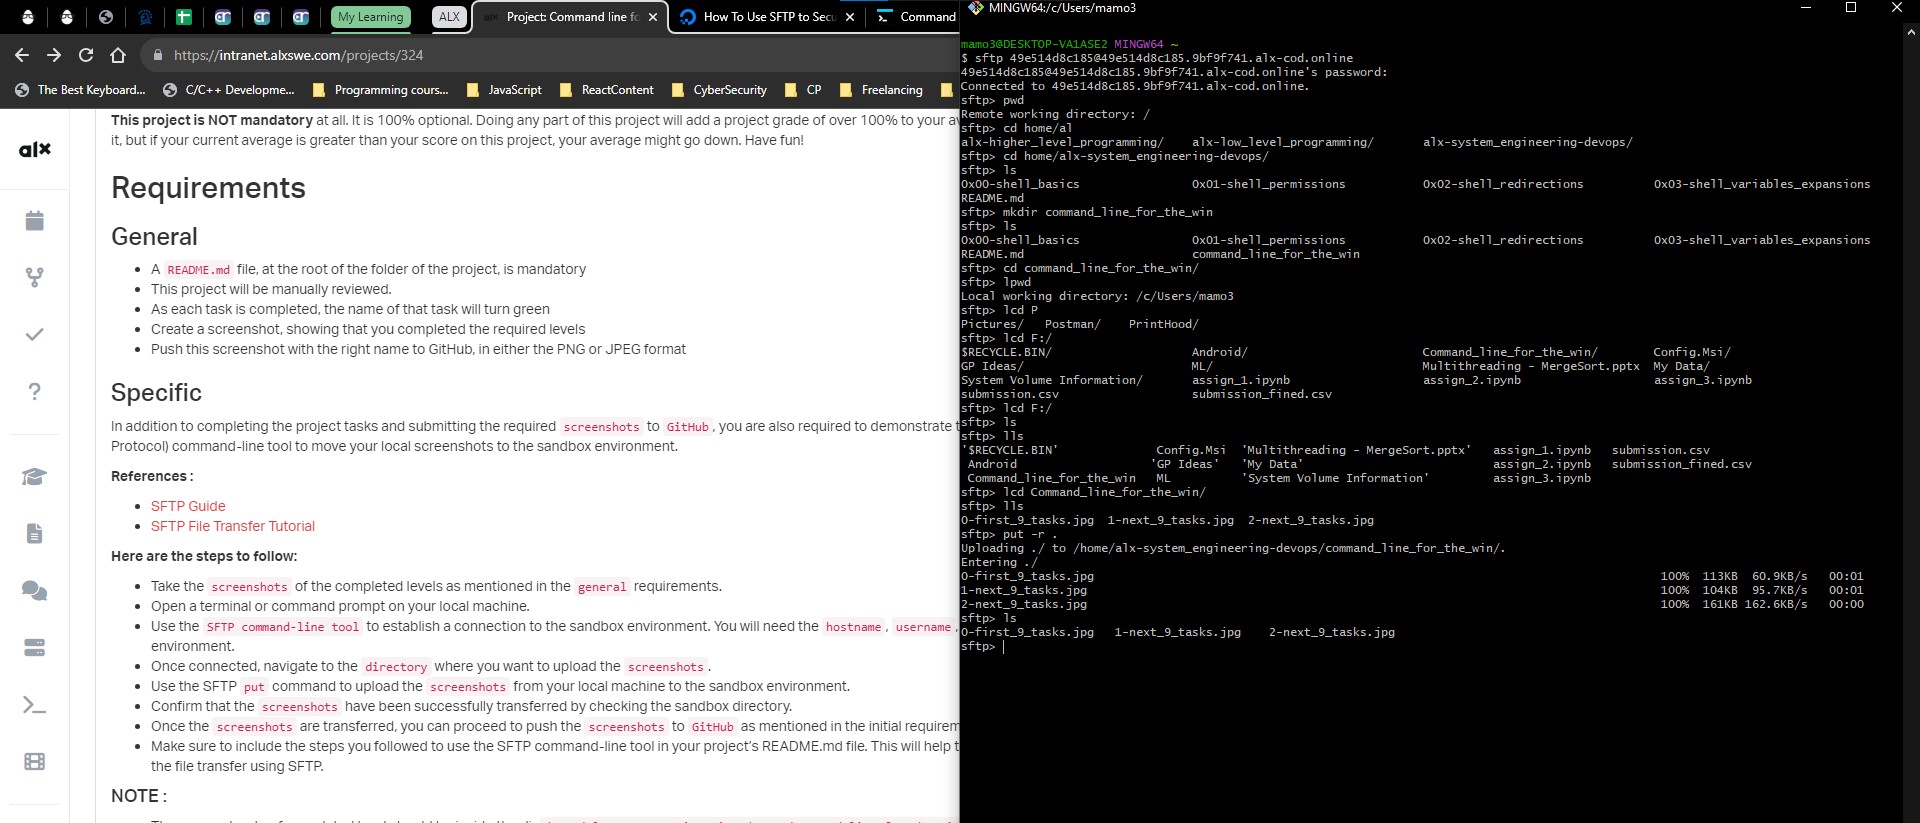 My Learning
ALX
Project: Command line fo
How To Use SFTP to Secu
Command
https://intranet.alxswe.com/projects/324
The Best Keyboard...
C/C++ Developme...
Programming cours...
JavaScript
ReactContent
CyberSecurity
CP
Freelancing
alx
This project is NOT mandatory at all. It is 100% optional. Doing any part of this project will add a project grade of over 100% to your av
it, but if your current average is greater than your score on this project, your average might go down. Have fun!
Requirements
General
A README.md file, at the root of the folder of the project, is mandatory
This project will be manually reviewed.
As each task is completed, the name of that task will turn green
Create a screenshot, showing that you completed the required levels
Push this screenshot with the right name to GitHub, in either the PNG or JPEG format
Specific
In addition to completing the project tasks and submitting the required screenshots to GitHub, you are also required to demonstrate t
Protocol) command-line tool to move your local screenshots to the sandbox environment.
References :
SFTP Guide
SFTP File Transfer Tutorial
Here are the steps to follow:
Take the screenshots of the completed levels as mentioned in the general requirements.
Open a terminal or command prompt on your local machine.
Use the SFTP command-line tool to establish a connection to the sandbox environment. You will need the hostname, username,
environment.
Once connected, navigate to the directory where you want to upload the screenshots.
Use the SFTP put command to upload the screenshots from your local machine to the sandbox environment.
Confirm that the screenshots have been successfully transferred by checking the sandbox directory.
Once the screenshots are transferred, you can proceed to push the screenshots to GitHub as mentioned in the initial requirem
Make sure to include the steps you followed to use the SFTP command-line tool in your project's README.md file. This will help t
the file transfer using SFTP.
NOTE :
MINGW64:/c/Users/mamo3
mamo3@DESKTOP-VA1ASE2 MINGW64 ~
$ sftp 49e514d8c185@49e514d8c185.9bf9f741.alx-cod.online
49e514d8c185@49e514d8c185.9bf9f741.alx-cod.online's password:
Connected to 49e514d8c185.9bf9f741.alx-cod.online.
sftp> pwd
Remote working directory: /
sftp> cd home/al
alx-higher_level_programming/ alx-low_level_programming/ alx-system_engineering-devops/
sftp> cd home/alx-system_engineering-devops/
sftp> ls
0x00-shell_basics 0x01-shell_permissions 0x02-shell_redirections 0x03-shell_variables_expansions
README.md
sftp> mkdir command_line_for_the_win
sftp> ls
0x00-shell_basics 0x01-shell_permissions 0x02-shell_redirections 0x03-shell_variables_expansions
README.md command_line_for_the_win
sftp> cd command_line_for_the_win/
sftp> lpwd
Local working directory: /c/Users/mamo3
sftp> lcd P
Pictures/ Postman/ PrintHood/
sftp> lcd F:/
$RECYCLE.BIN/ Android/ Command_line_for_the_win/ Config.Msi/
GP Ideas/ ML/ Multithreading - MergeSort.pptx My Data/
System Volume Information/ assign_1.ipynb assign_2.ipynb assign_3.ipynb
submission.csv submission_fined.csv
sftp> lcd F:/
sftp> ls
sftp> lls
'$RECYCLE.BIN' Config.Msi 'Multithreading - MergeSort.pptx' assign_1.ipynb submission.csv
Android 'GP Ideas' 'My Data' assign_2.ipynb submission_fined.csv
Command_line_for_the_win ML 'System Volume Information' assign_3.ipynb
sftp> lcd Command_line_for_the_win/
sftp> lls
0-first_9_tasks.jpg 1-next_9_tasks.jpg 2-next_9_tasks.jpg
sftp> put -r .
Uploading ./ to /home/alx-system_engineering-devops/command_line_for_the_win/.
Entering ./
0-first_9_tasks.jpg 100% 113KB 60.9KB/s 00:01
1-next_9_tasks.jpg 100% 104KB 95.7KB/s 00:01
2-next_9_tasks.jpg 100% 161KB 162.6KB/s 00:00
sftp> ls
0-first_9_tasks.jpg 1-next_9_tasks.jpg 2-next_9_tasks.jpg
sftp>